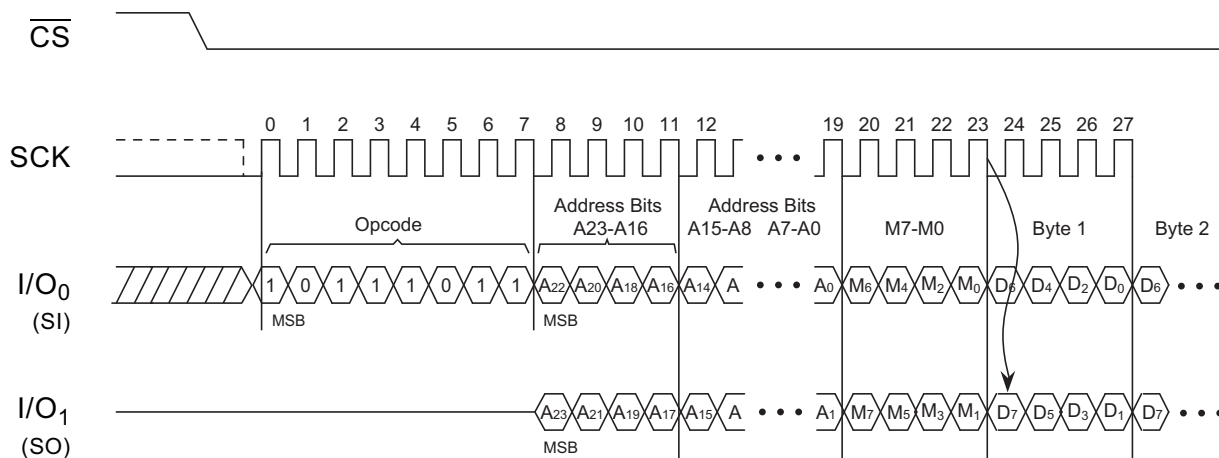 CS
0 1 2 3 4 5 6 7 8 9 10 11 12 19 20 21 22 23 24 25 26 27
SCK
Opcode
Address Bits
A23-A16
Address Bits
A15-A8 A7-A0
M7-M0
Byte 1
Byte 2
I/O0
(SI)
1 0 1 1 1 0 1 1 A22 A20 A18 A16 A14 A A0 M6 M4 M2 M0 D6 D4 D2 D0 D6
MSB MSB
I/O1
(SO)
A23 A21 A19 A17 A15 A A1 M7 M5 M3 M1 D7 D5 D3 D1 D7
MSB